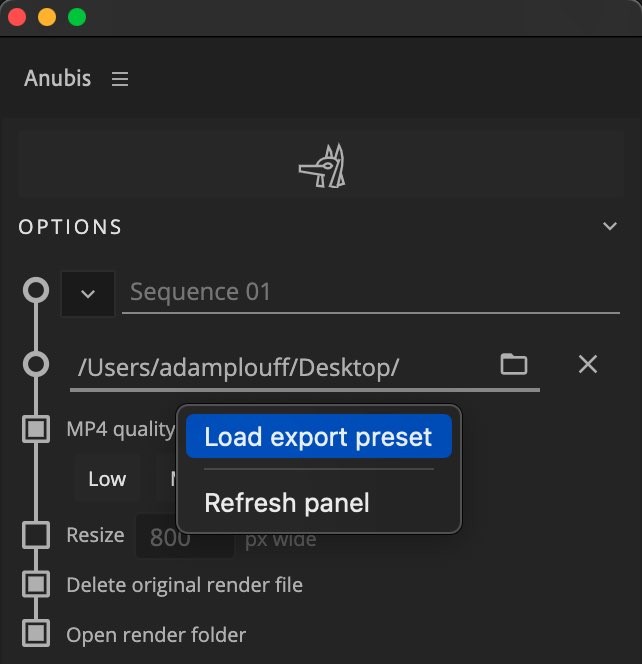 Anubis
OPTIONS
Sequence 01
/Users/adamplouff/Desktop/
MP4 quality
Load export preset
Low
Refresh panel
Resize 800 px wide
Delete original render file
Open render folder